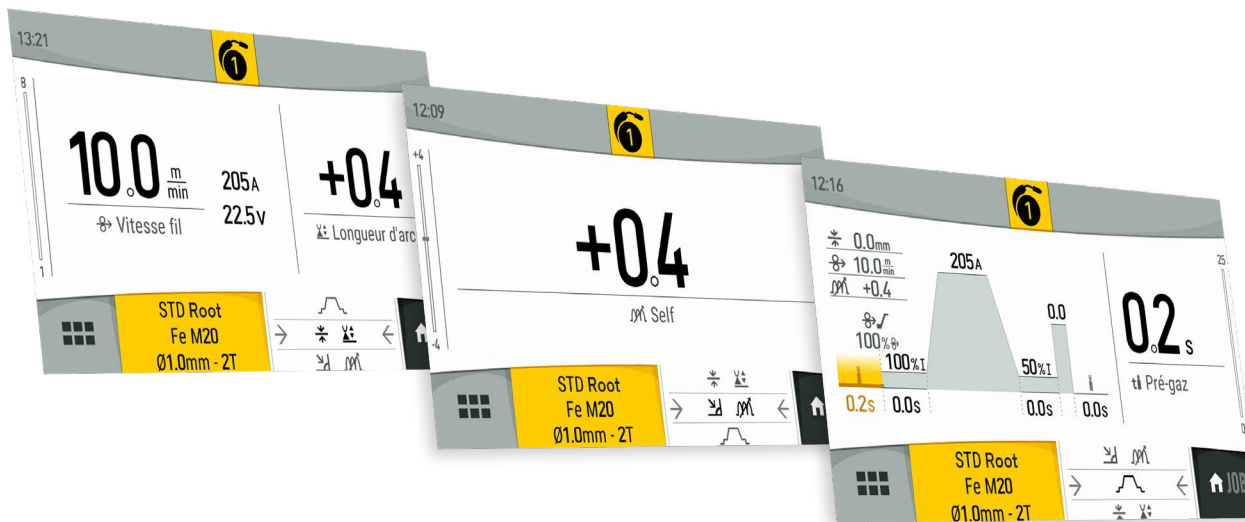 13:21
1
8
10.0 m/min
205A
22.5v
Vitesse fil
+0.4
Longueur d'arc
1
STD Root
Fe M20
Ø1.0mm - 2T
12:09
1
+4
+0.4
Self
-4
STD Root
Fe M20
Ø1.0mm - 2T
12:16
1
0.0mm
10.0 m/min
+0.4
100%
205A
100%I
50%I
0.0
0.2s
0.0s
0.0s
0.0s
25
0.2 s
Pré-gaz
0
STD Root
Fe M20
Ø1.0mm - 2T
JOB